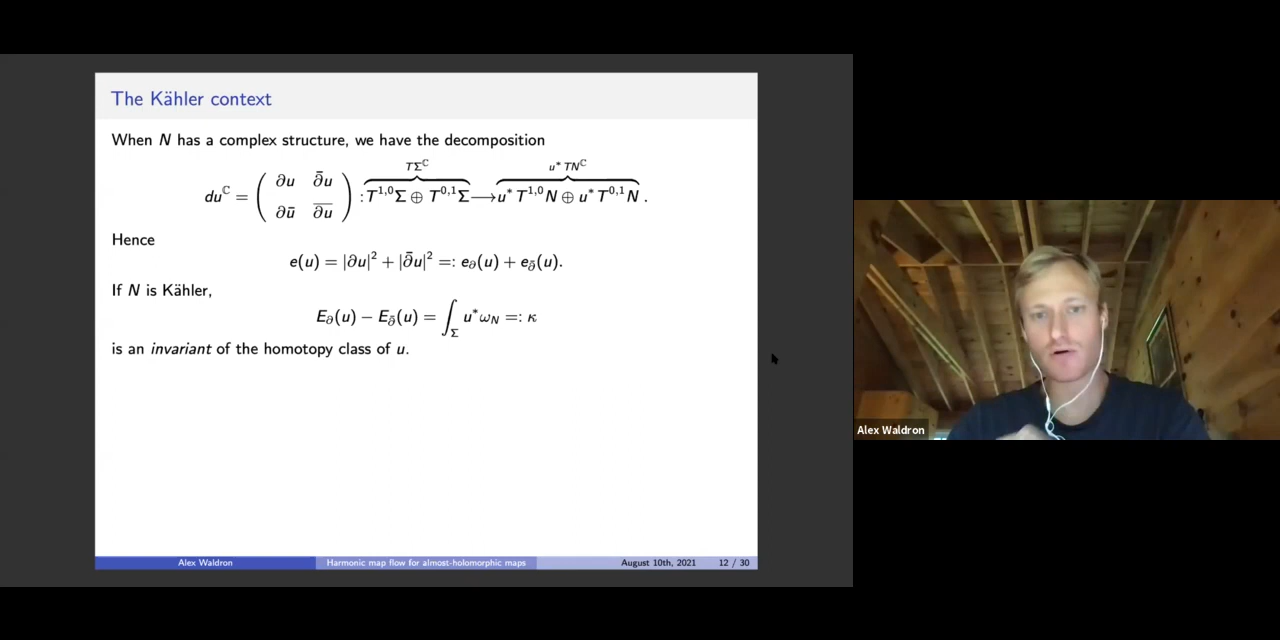 The Kähler context
When N has a complex structure, we have the decomposition
TΣ^ℂ u* TN^ℂ
du^ℂ = ( ∂u ∂̄u ; ∂ū \overline{∂u} ) : T^{1,0}Σ ⊕ T^{0,1}Σ ⟶ u* T^{1,0}N ⊕ u* T^{0,1}N .
Hence
e(u) = |∂u|² + |∂̄u|² =: e_∂(u) + e_∂̄(u).
If N is Kähler,
E_∂(u) − E_∂̄(u) = ∫_Σ u*ω_N =: κ
is an invariant of the homotopy class of u.
Alex Waldron Harmonic map flow for almost-holomorphic maps August 10th, 2021 12 / 30
Alex Waldron